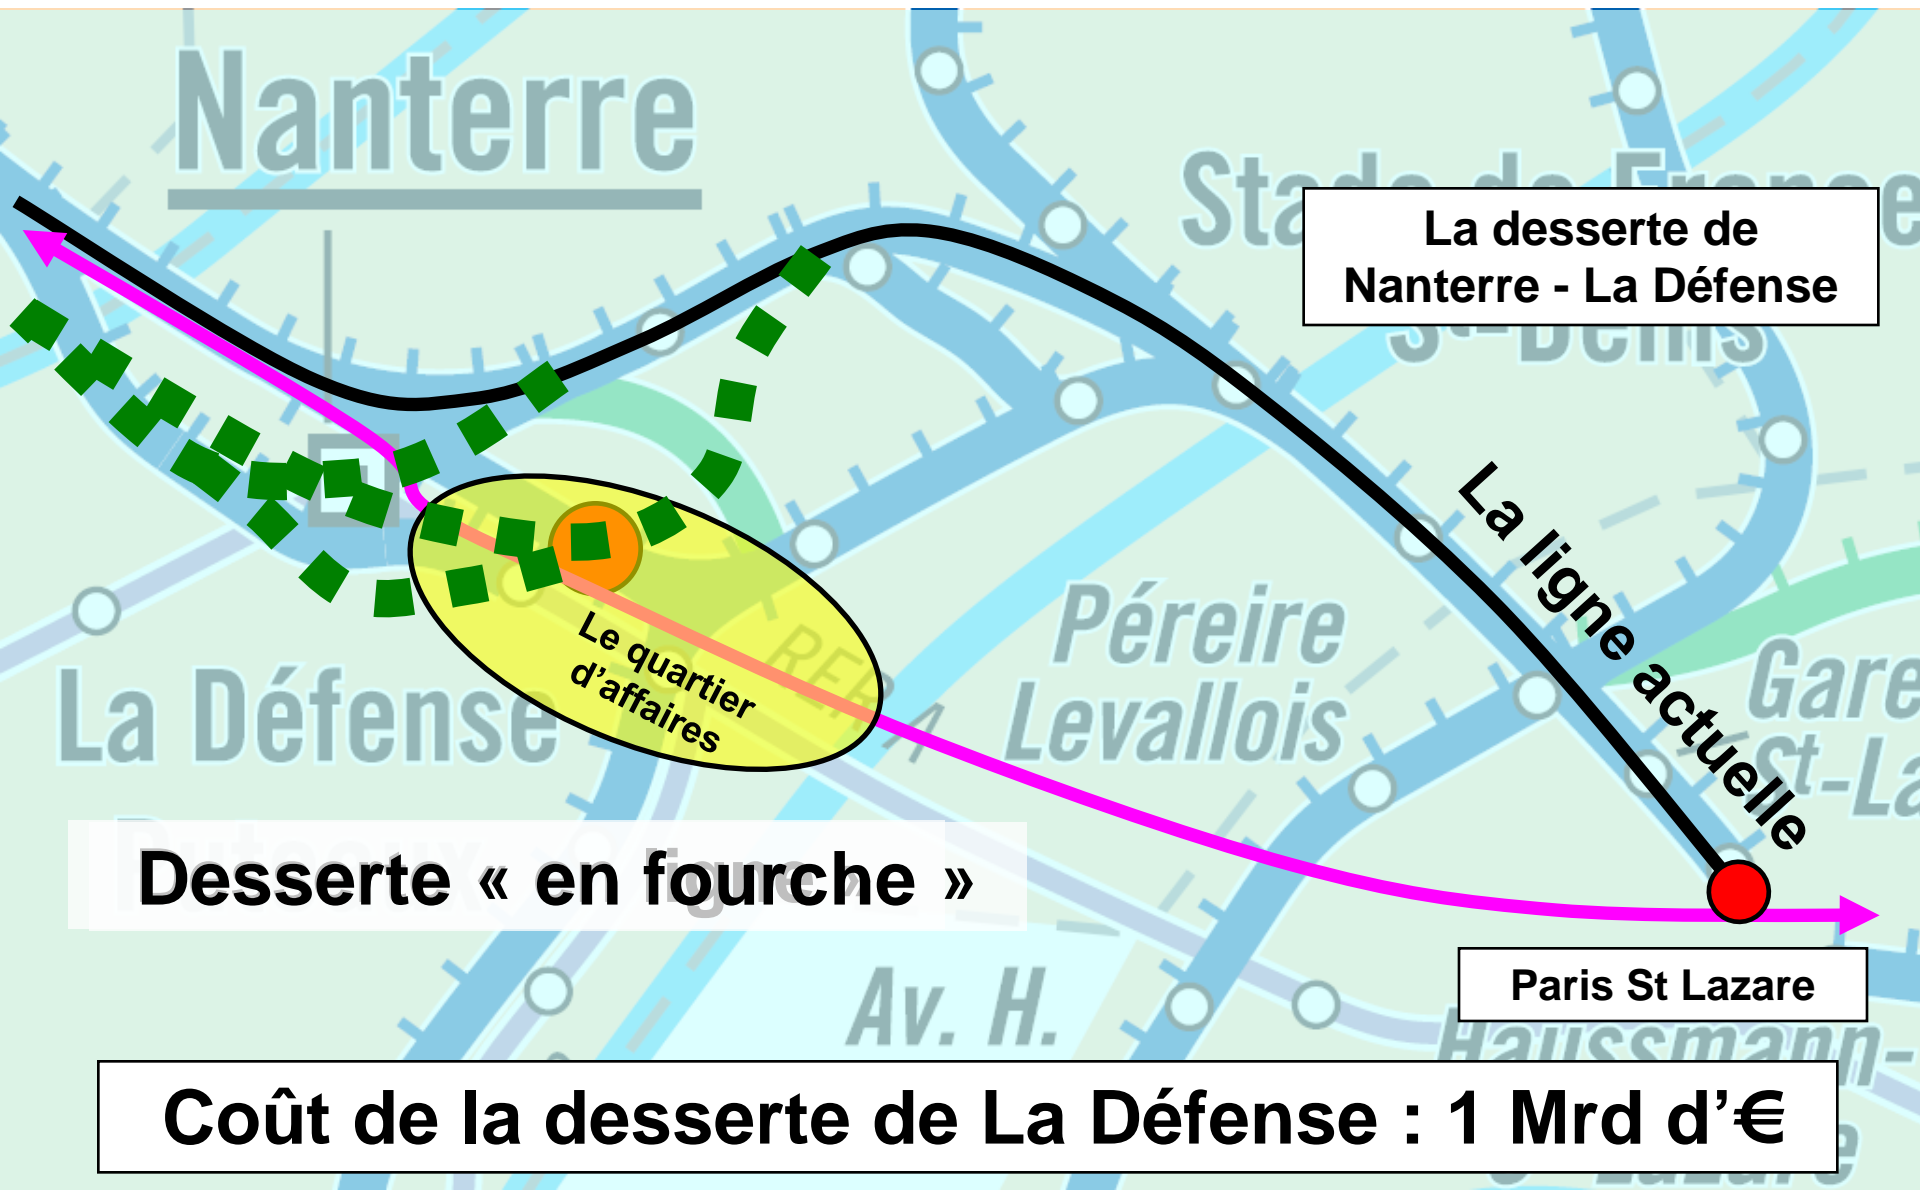 Nanterre
La desserte de
Nanterre - La Défense
La ligne actuelle
Le quartier
d’affaires
RER A
Péreire
Levallois
La Défense
Desserte « en fourche »
Paris St Lazare
Av. H.
Coût de la desserte de La Défense : 1 Mrd d’€